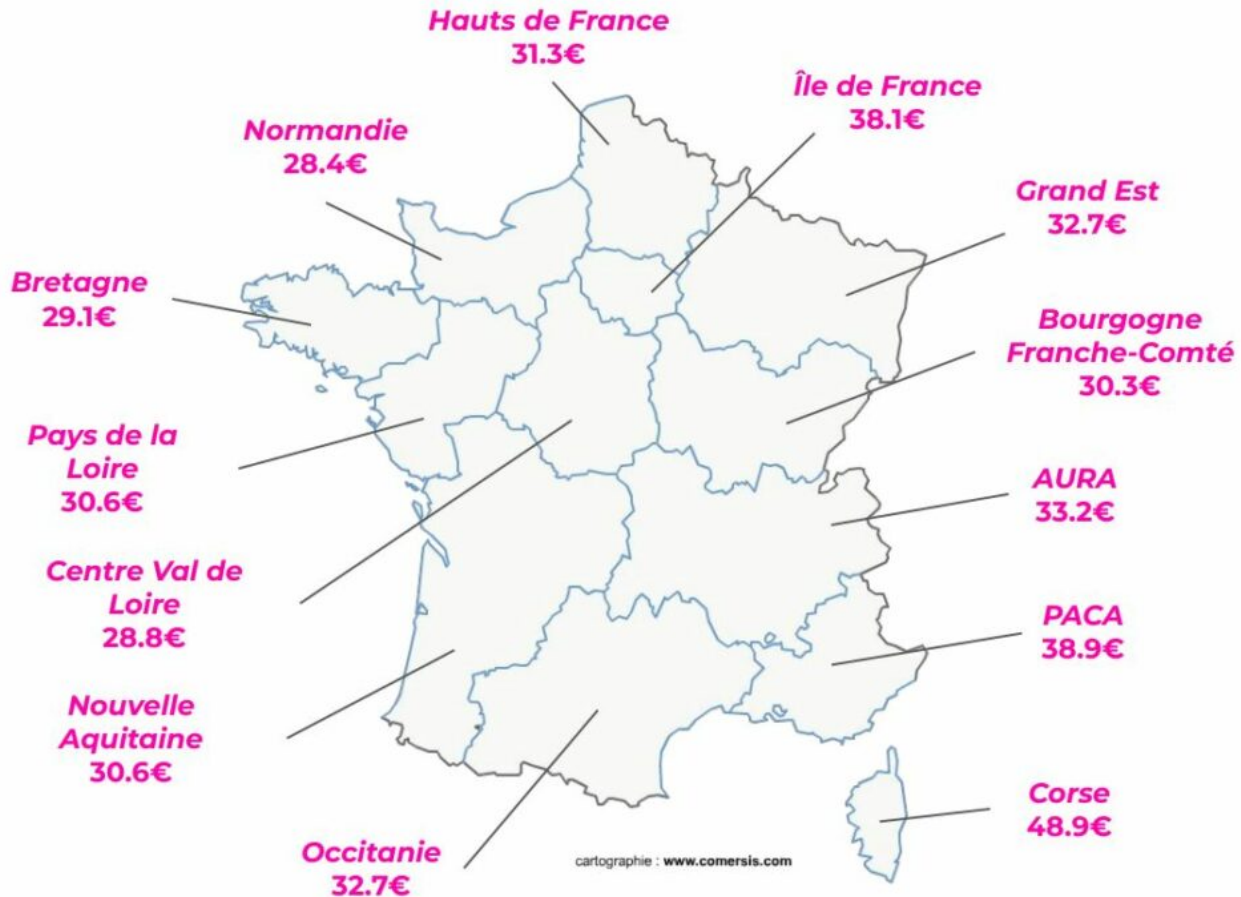 Hauts de France
31.3€
Île de France
38.1€
Normandie
28.4€
Grand Est
32.7€
Bretagne
29.1€
Bourgogne
Franche-Comté
30.3€
Pays de la
Loire
30.6€
AURA
33.2€
Centre Val de
Loire
28.8€
PACA
38.9€
Nouvelle
Aquitaine
30.6€
Corse
48.9€
Occitanie
32.7€
cartographie : www.comersis.com